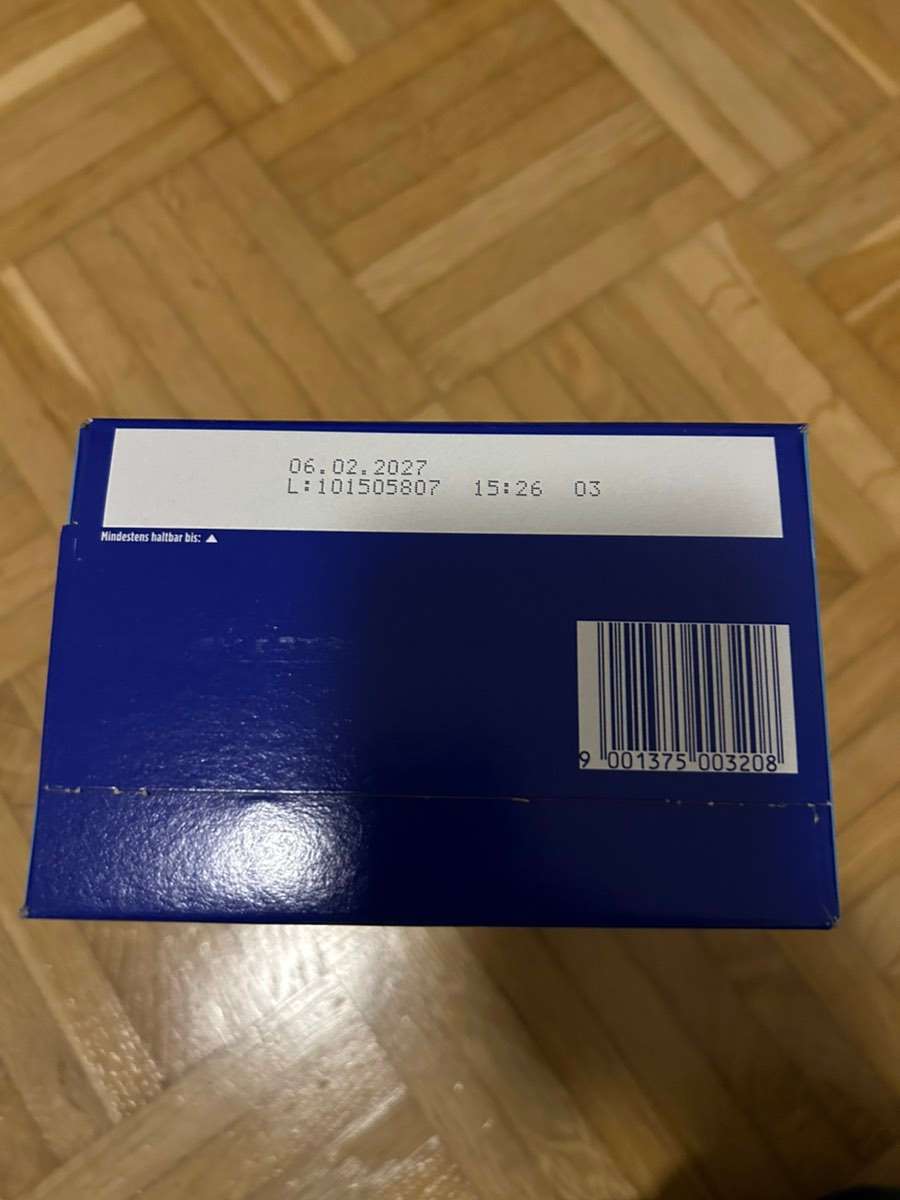 06.02.2027
L:101505807 15:26 03
Mindestens haltbar bis: ▲
9 001375 003208